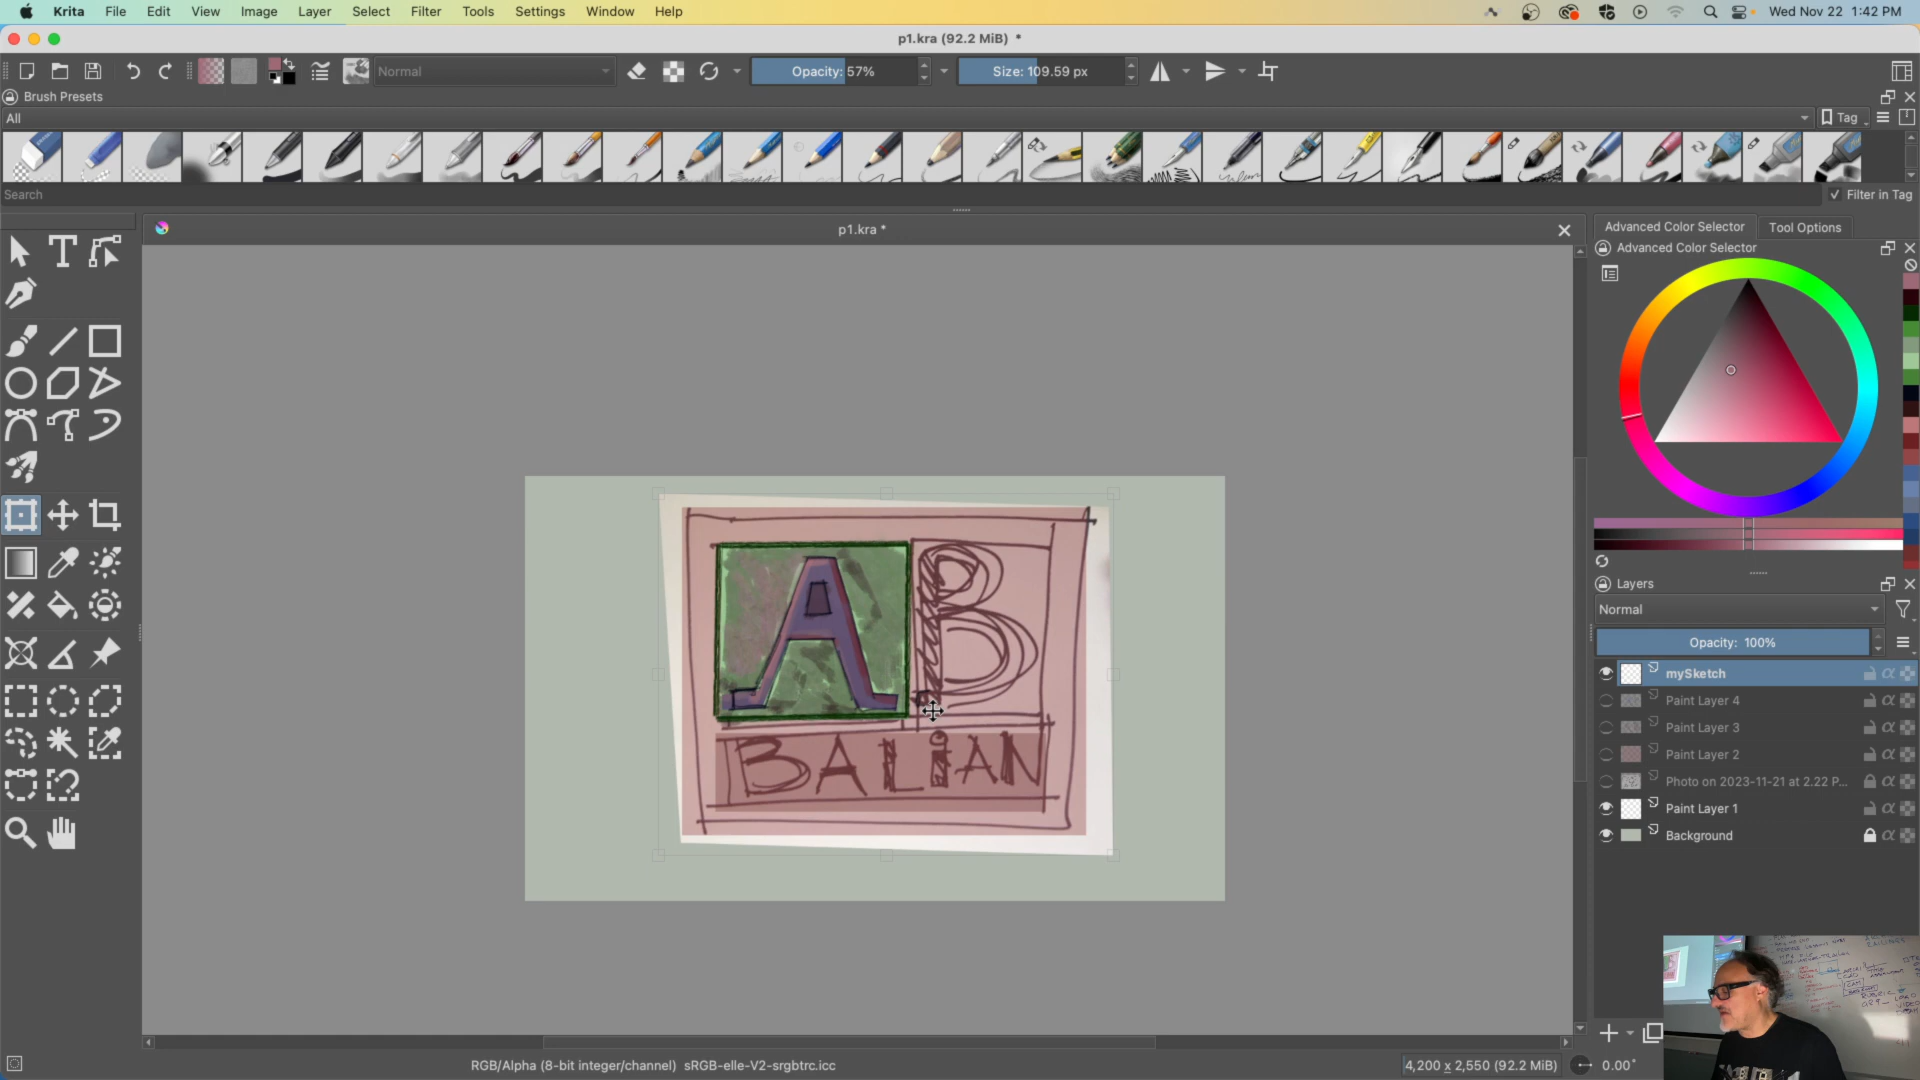 Krita File Edit View Image Layer Select Filter Tools Settings Window Help Wed Nov 22 1:42 PM
p1.kra (92.2 MiB) *
Normal Opacity: 57% Size: 109.59 px
Brush Presets
All Tag
Search Filter in Tag
p1.kra *
Advanced Color Selector Tool Options
Advanced Color Selector
A B
BALiAN
Layers
Normal
Opacity: 100%
mySketch
Paint Layer 4
Paint Layer 3
Paint Layer 2
Photo on 2023-11-21 at 2.22 P...
Paint Layer 1
Background
RGB/Alpha (8-bit integer/channel) sRGB-elle-V2-srgbtrc.icc 4,200 x 2,550 (92.2 MiB) 0.00°